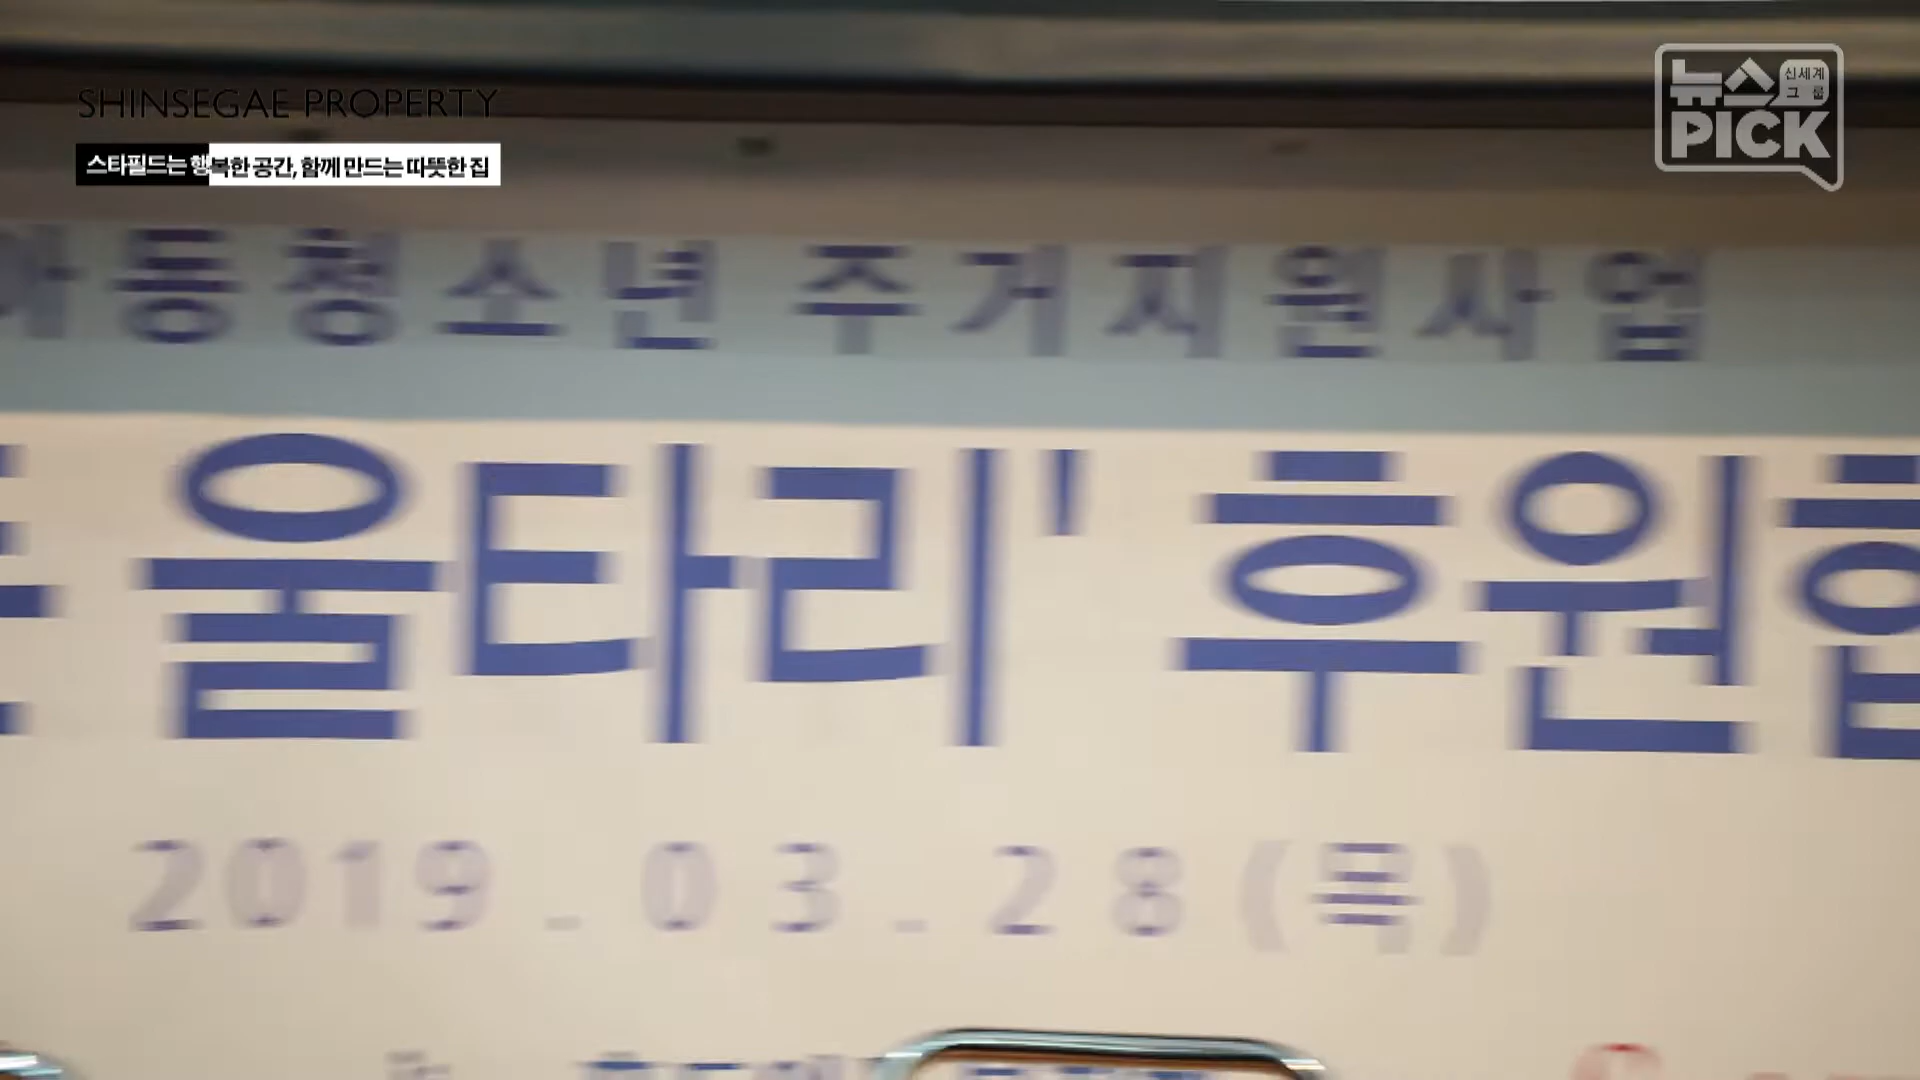 SHINSEGAE PROPERTY
스타필드는 행복한 공간, 함께 만드는 따뜻한 집
뉴스 신세계그룹
PICK
아동청소년 주거지원사업
울타리' 후원협
2019.03.28(목)